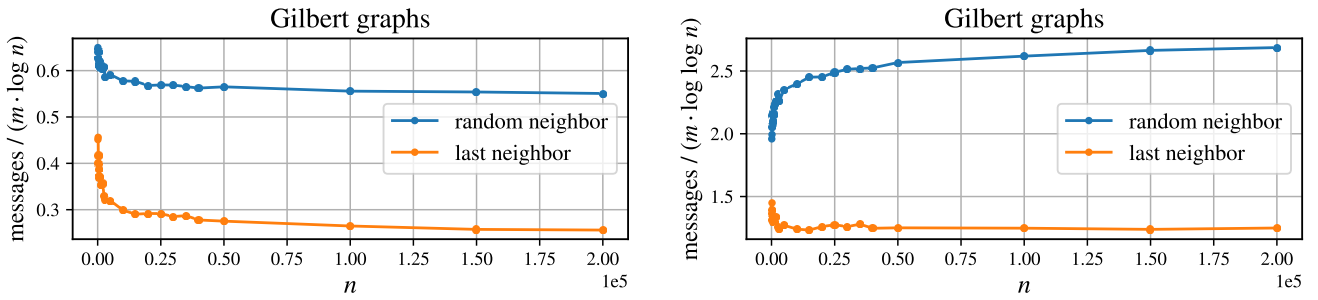 Gilbert graphs
messages / (m · log n)
0.6
0.5
0.4
0.3
random neighbor
last neighbor
0.00 0.25 0.50 0.75 1.00 1.25 1.50 1.75 2.00
1e5
n
Gilbert graphs
messages / (m · log log n)
2.5
2.0
1.5
random neighbor
last neighbor
0.00 0.25 0.50 0.75 1.00 1.25 1.50 1.75 2.00
1e5
n